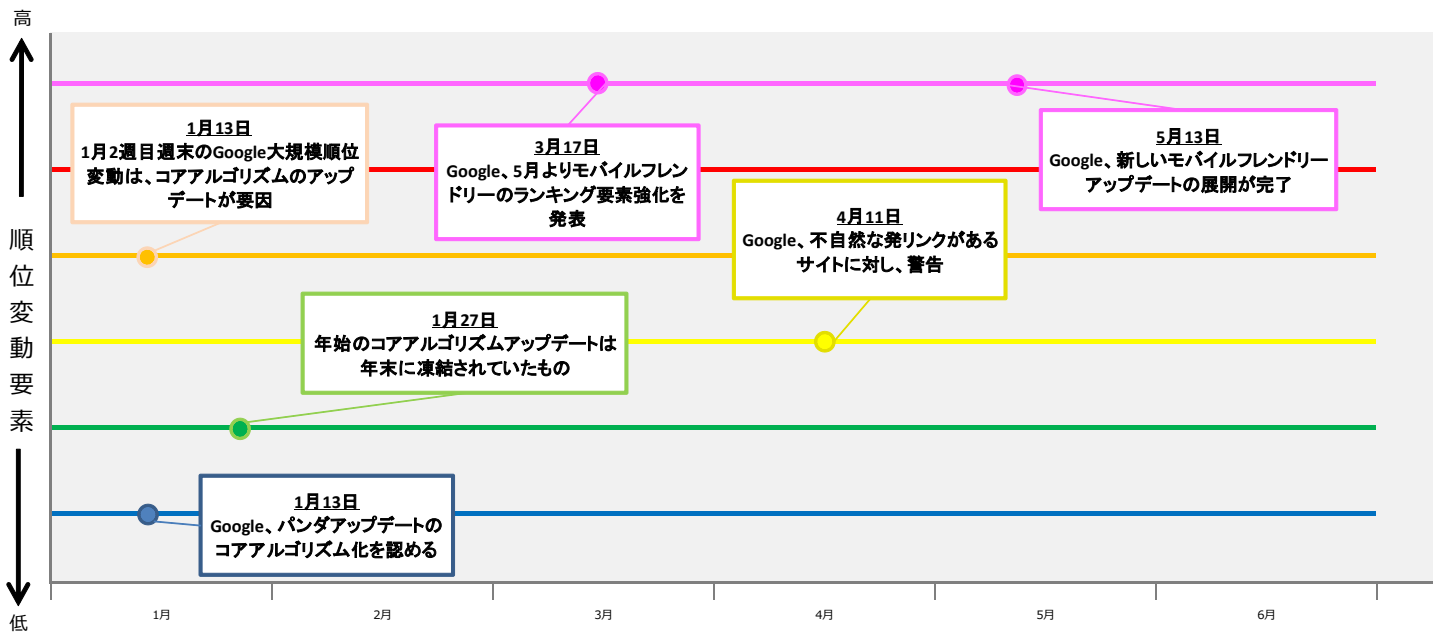 高
順位変動要素
低
1月13日
1月2週目週末のGoogle大規模順位
変動は、コアアルゴリズムのアップ
デートが要因
3月17日
Google、5月よりモバイルフレン
ドリーのランキング要素強化を
発表
5月13日
Google、新しいモバイルフレンドリー
アップデートの展開が完了
4月11日
Google、不自然な発リンクがある
サイトに対し、警告
1月27日
年始のコアアルゴリズムアップデートは
年末に凍結されていたもの
1月13日
Google、パンダアップデートの
コアアルゴリズム化を認める
1月
2月
3月
4月
5月
6月